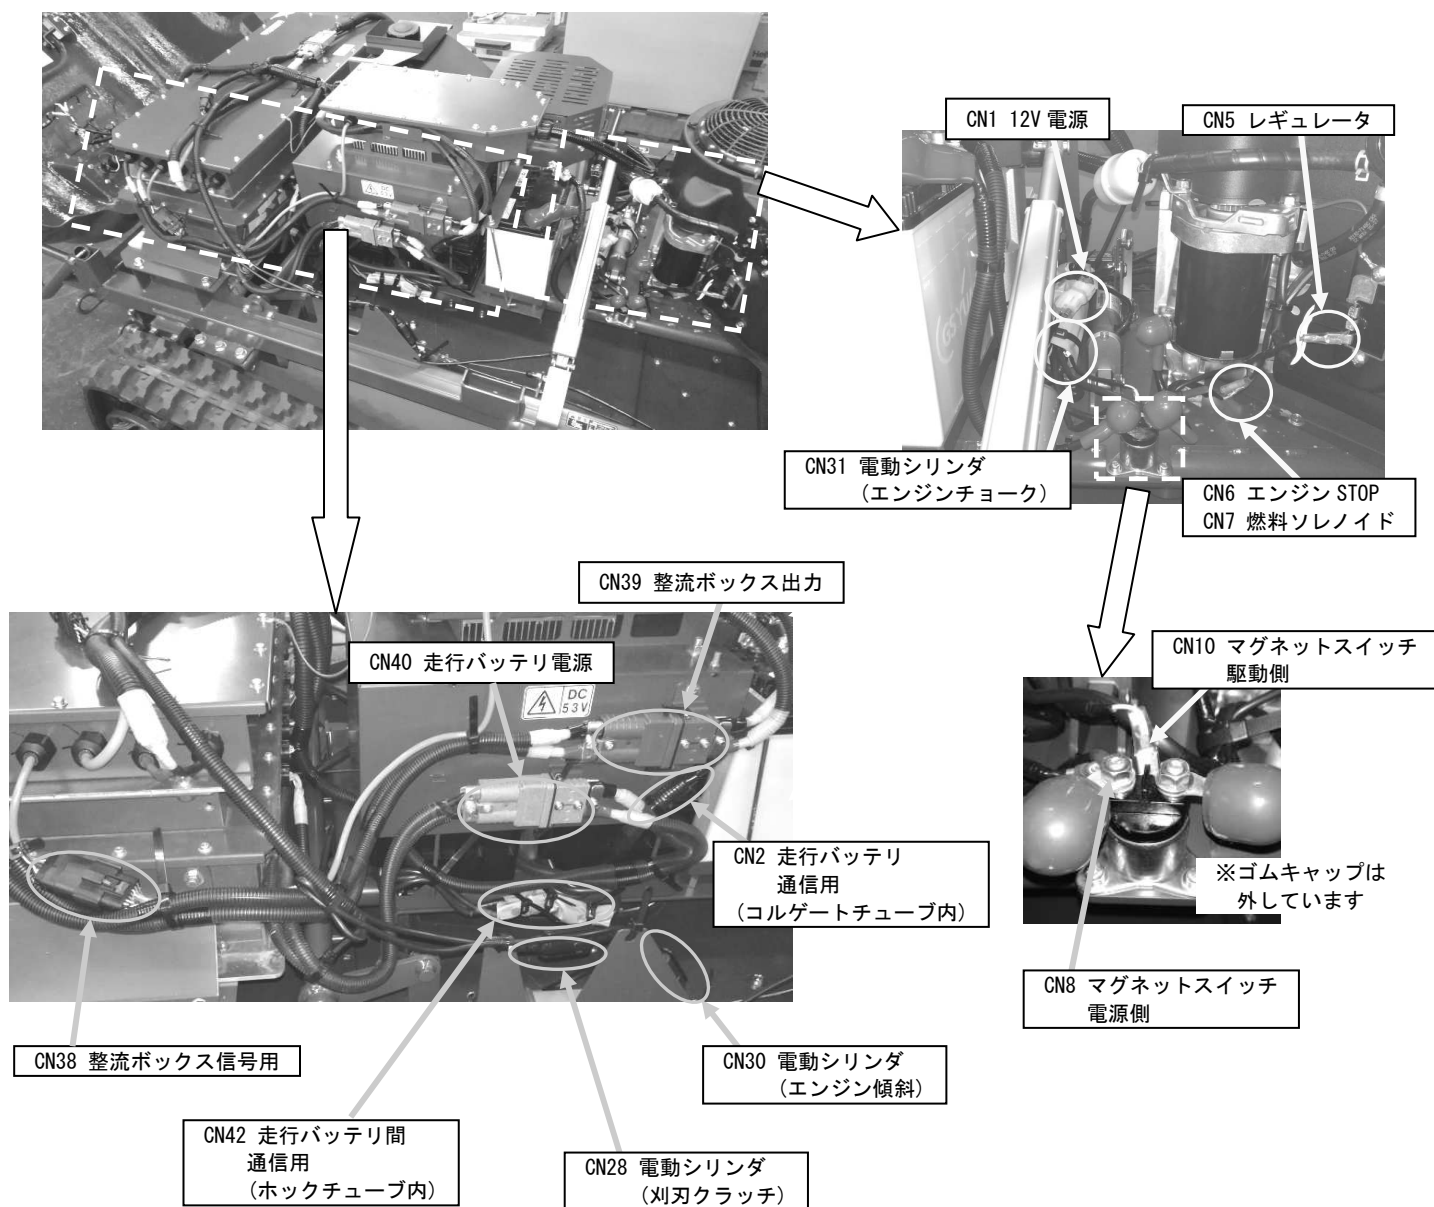 CN1 12V 電源
CN5 レギュレータ
CN31 電動シリンダ
(エンジンチョーク)
CN6 エンジン STOP
CN7 燃料ソレノイド
CN39 整流ボックス出力
CN40 走行バッテリ電源
DC
53V
CN10 マグネットスイッチ
駆動側
CN2 走行バッテリ
通信用
(コルゲートチューブ内)
※ゴムキャップは
外しています
CN8 マグネットスイッチ
電源側
CN38 整流ボックス信号用
CN30 電動シリンダ
(エンジン傾斜)
CN42 走行バッテリ間
通信用
(ホックチューブ内)
CN28 電動シリンダ
(刈刃クラッチ)